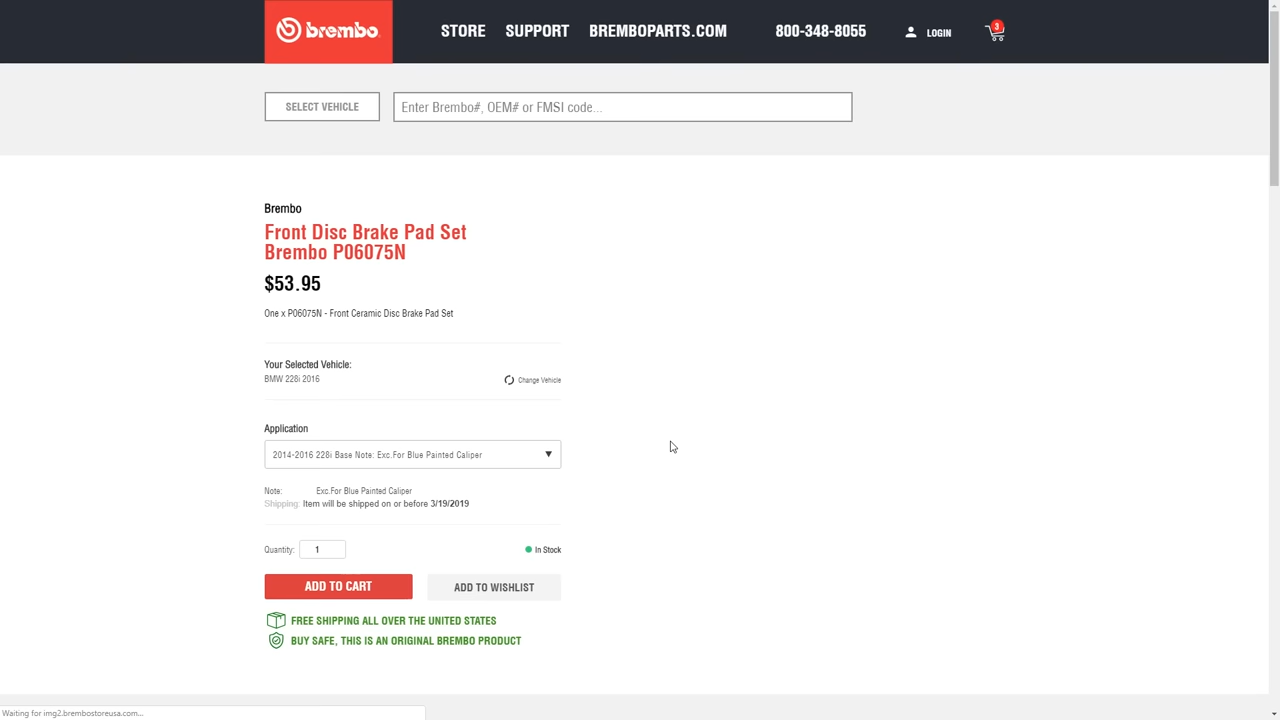 brembo
STORE
SUPPORT
BREMBOPARTS.COM
800-348-8055
LOGIN
3
SELECT VEHICLE
Enter Brembo#, OEM# or FMSI code...
Brembo
Front Disc Brake Pad Set
Brembo P06075N
$53.95
One x P06075N - Front Ceramic Disc Brake Pad Set
Your Selected Vehicle:
BMW 228i 2016
Change Vehicle
Application
2014-2016 228i Base Note: Exc.For Blue Painted Caliper
Note: Exc.For Blue Painted Caliper
Shipping: Item will be shipped on or before 3/19/2019
Quantity: 1
In Stock
ADD TO CART
ADD TO WISHLIST
FREE SHIPPING ALL OVER THE UNITED STATES
BUY SAFE, THIS IS AN ORIGINAL BREMBO PRODUCT
Waiting for img2.brembostoreusa.com...